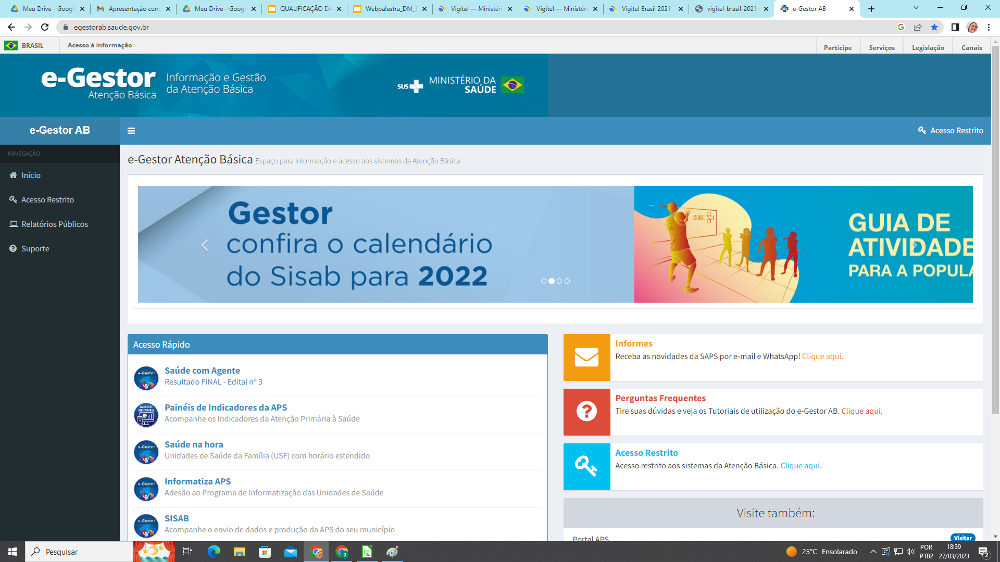 Meu Drive - Googl
Apresentação com
Meu Drive - Googl
QUALIFICAÇÃO DA
Webpalestra_DM_3
Vigitel — Ministéri
Vigitel — Ministéri
Vigitel Brasil 2021
vigitel-brasil-2021.
e-Gestor AB
egestorab.saude.gov.br
BRASIL
Acesso à informação
Participe
Serviços
Legislação
Canais
e-Gestor
Atenção Básica
Informação e Gestão
da Atenção Básica
SUS
MINISTÉRIO DA
SAÚDE
e-Gestor AB
Acesso Restrito
NAVEGAÇÃO
Início
Acesso Restrito
Relatórios Públicos
Suporte
e-Gestor Atenção Básica Espaço para informação e acesso aos sistemas da Atenção Básica
Gestor
confira o calendário
do Sisab para 2022
SUS
GUIA DE
ATIVIDADE
PARA A POPULA
Acesso Rápido
e-Gestor
Saúde com Agente
Resultado FINAL - Edital nº 3
PAINÉIS DE
INDICADORES
Painéis de Indicadores da APS
Acompanhe os Indicadores da Atenção Primária à Saúde
e-Gestor
Saúde na hora
Unidades de Saúde da Família (USF) com horário estendido
e-Gestor
Informatiza APS
Adesão ao Programa de Informatização das Unidades de Saúde
e-Gestor
SISAB
Acompanhe o envio de dados e produção da APS do seu município
Informes
Receba as novidades da SAPS por e-mail e WhatsApp! Clique aqui.
Perguntas Frequentes
Tire suas dúvidas e veja os Tutoriais de utilização do e-Gestor AB. Clique aqui.
Acesso Restrito
Acesso restrito aos sistemas da Atenção Básica. Clique aqui.
Visite também:
Portal APS
Visitar
Pesquisar
25°C Ensolarado
POR
PTB2
18:39
27/03/2023
2